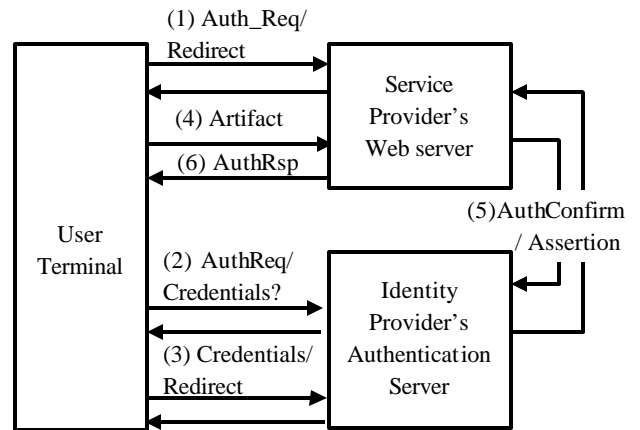 (1) Auth_Req/
Redirect
Service
Provider's
Web server
(4) Artifact
(6) AuthRsp
(5)AuthConfirm
/ Assertion
User
Terminal
(2) AuthReq/
Credentials?
Identity
Provider's
Authentication
Server
(3) Credentials/
Redirect